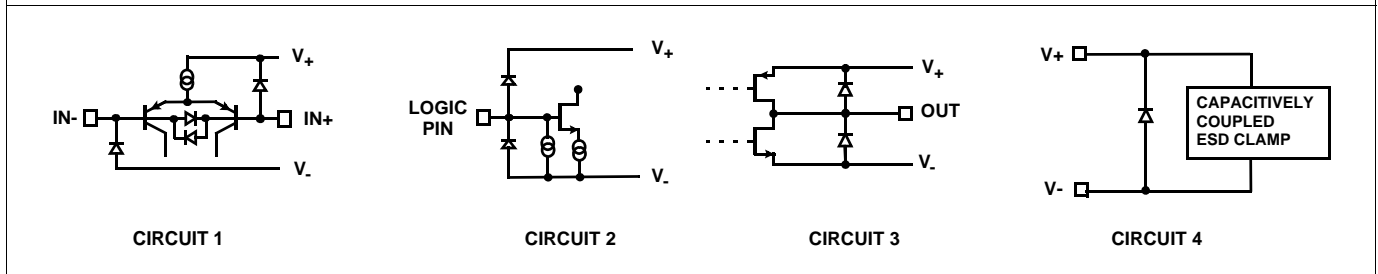 V+
IN-
IN+
V-
CIRCUIT 1
V+
LOGIC
PIN
V-
CIRCUIT 2
V+
OUT
V-
CIRCUIT 3
V+
CAPACITIVELY
COUPLED
ESD CLAMP
V-
CIRCUIT 4